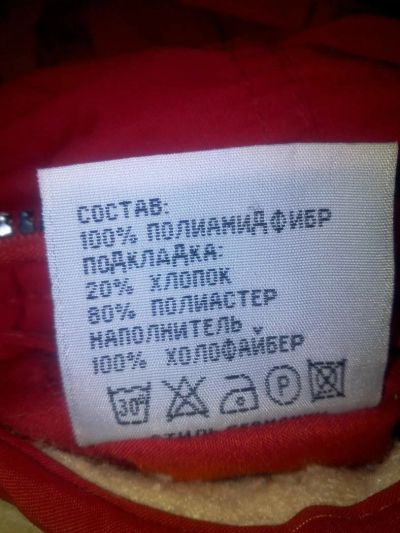 СОСТАВ:
100% ПОЛИАМИДФИБР
ПОДКЛАДКА:
20% ХЛОПОК
80% ПОЛИАСТЕР
НАПОЛНИТЕЛЬ
100% ХОЛОФАЙБЕР
30° P